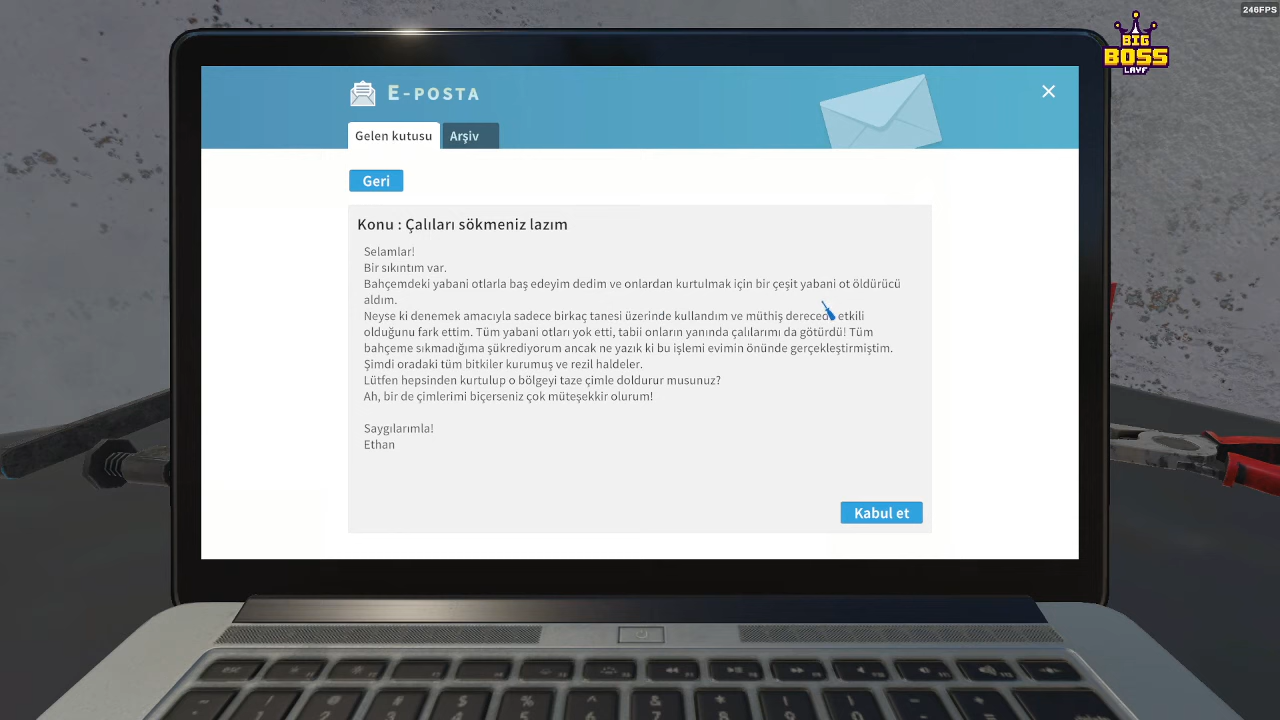 246FPS
BIG
BOSS
LAYF
E-POSTA
Gelen kutusu
Arşiv
Geri
Konu : Çalıları sökmeniz lazım
Selamlar!
Bir sıkıntım var.
Bahçemdeki yabani otlarla baş edeyim dedim ve onlardan kurtulmak için bir çeşit yabani ot öldürücü
aldım.
Neyse ki denemek amacıyla sadece birkaç tanesi üzerinde kullandım ve müthiş derecede etkili
olduğunu fark ettim. Tüm yabani otları yok etti, tabii onların yanında çalılarımı da götürdü! Tüm
bahçeme sıkmadığıma şükrediyorum ancak ne yazık ki bu işlemi evimin önünde gerçekleştirmiştim.
Şimdi oradaki tüm bitkiler kurumuş ve rezil haldeler.
Lütfen hepsinden kurtulup o bölgeyi taze çimle doldurur musunuz?
Ah, bir de çimlerimi biçerseniz çok müteşekkir olurum!
Saygılarımla!
Ethan
Kabul et